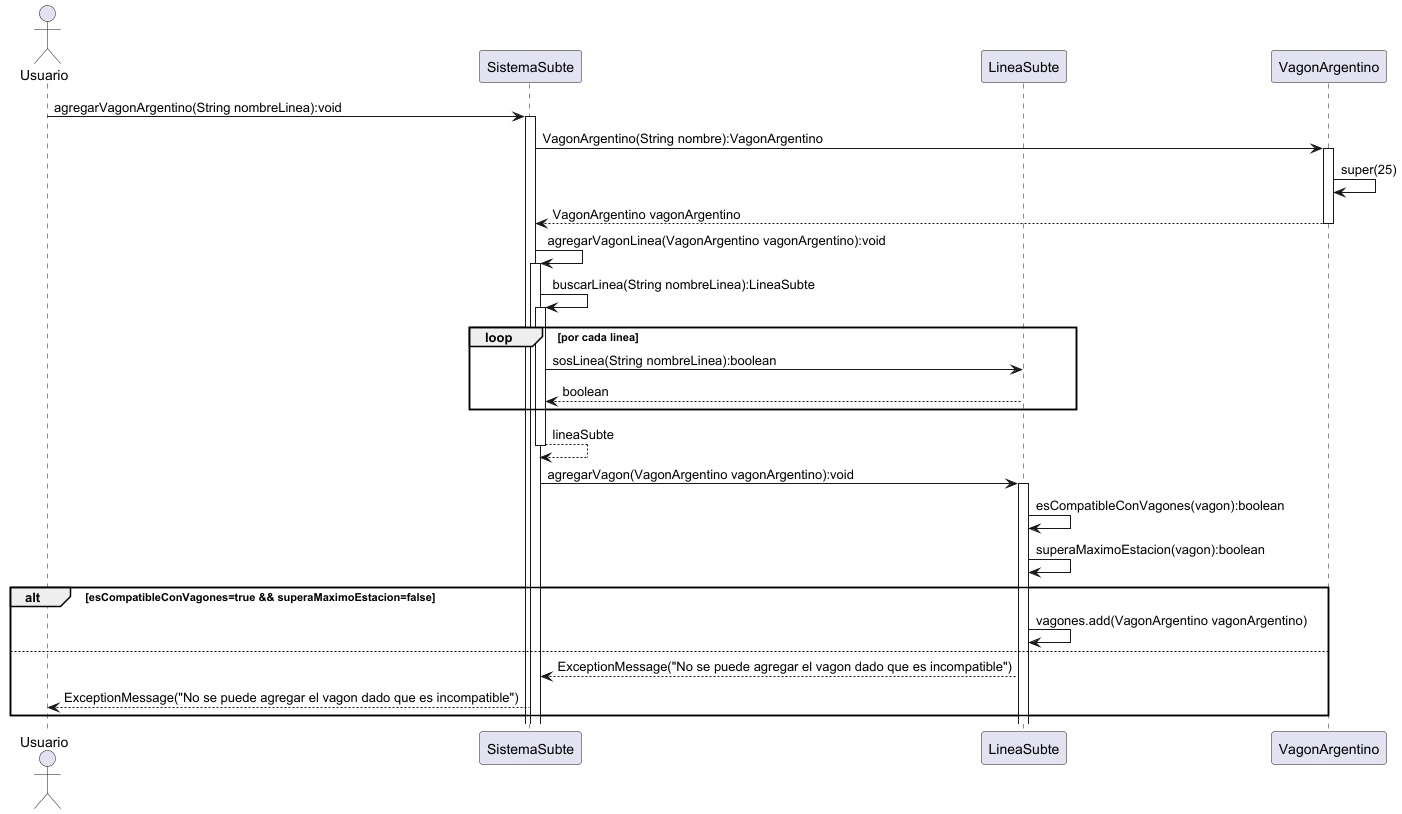 Usuario
SistemaSubte
LineaSubte
VagonArgentino
agregarVagonArgentino(String nombreLinea):void
VagonArgentino(String nombre):VagonArgentino
super(25)
VagonArgentino vagonArgentino
agregarVagonLinea(VagonArgentino vagonArgentino):void
buscarLinea(String nombreLinea):LineaSubte
loop [por cada linea]
sosLinea(String nombreLinea):boolean
boolean
lineaSubte
agregarVagon(VagonArgentino vagonArgentino):void
esCompatibleConVagones(vagon):boolean
superaMaximoEstacion(vagon):boolean
alt [esCompatibleConVagones=true && superaMaximoEstacion=false]
vagones.add(VagonArgentino vagonArgentino)
ExceptionMessage("No se puede agregar el vagon dado que es incompatible")
ExceptionMessage("No se puede agregar el vagon dado que es incompatible")
Usuario
SistemaSubte
LineaSubte
VagonArgentino